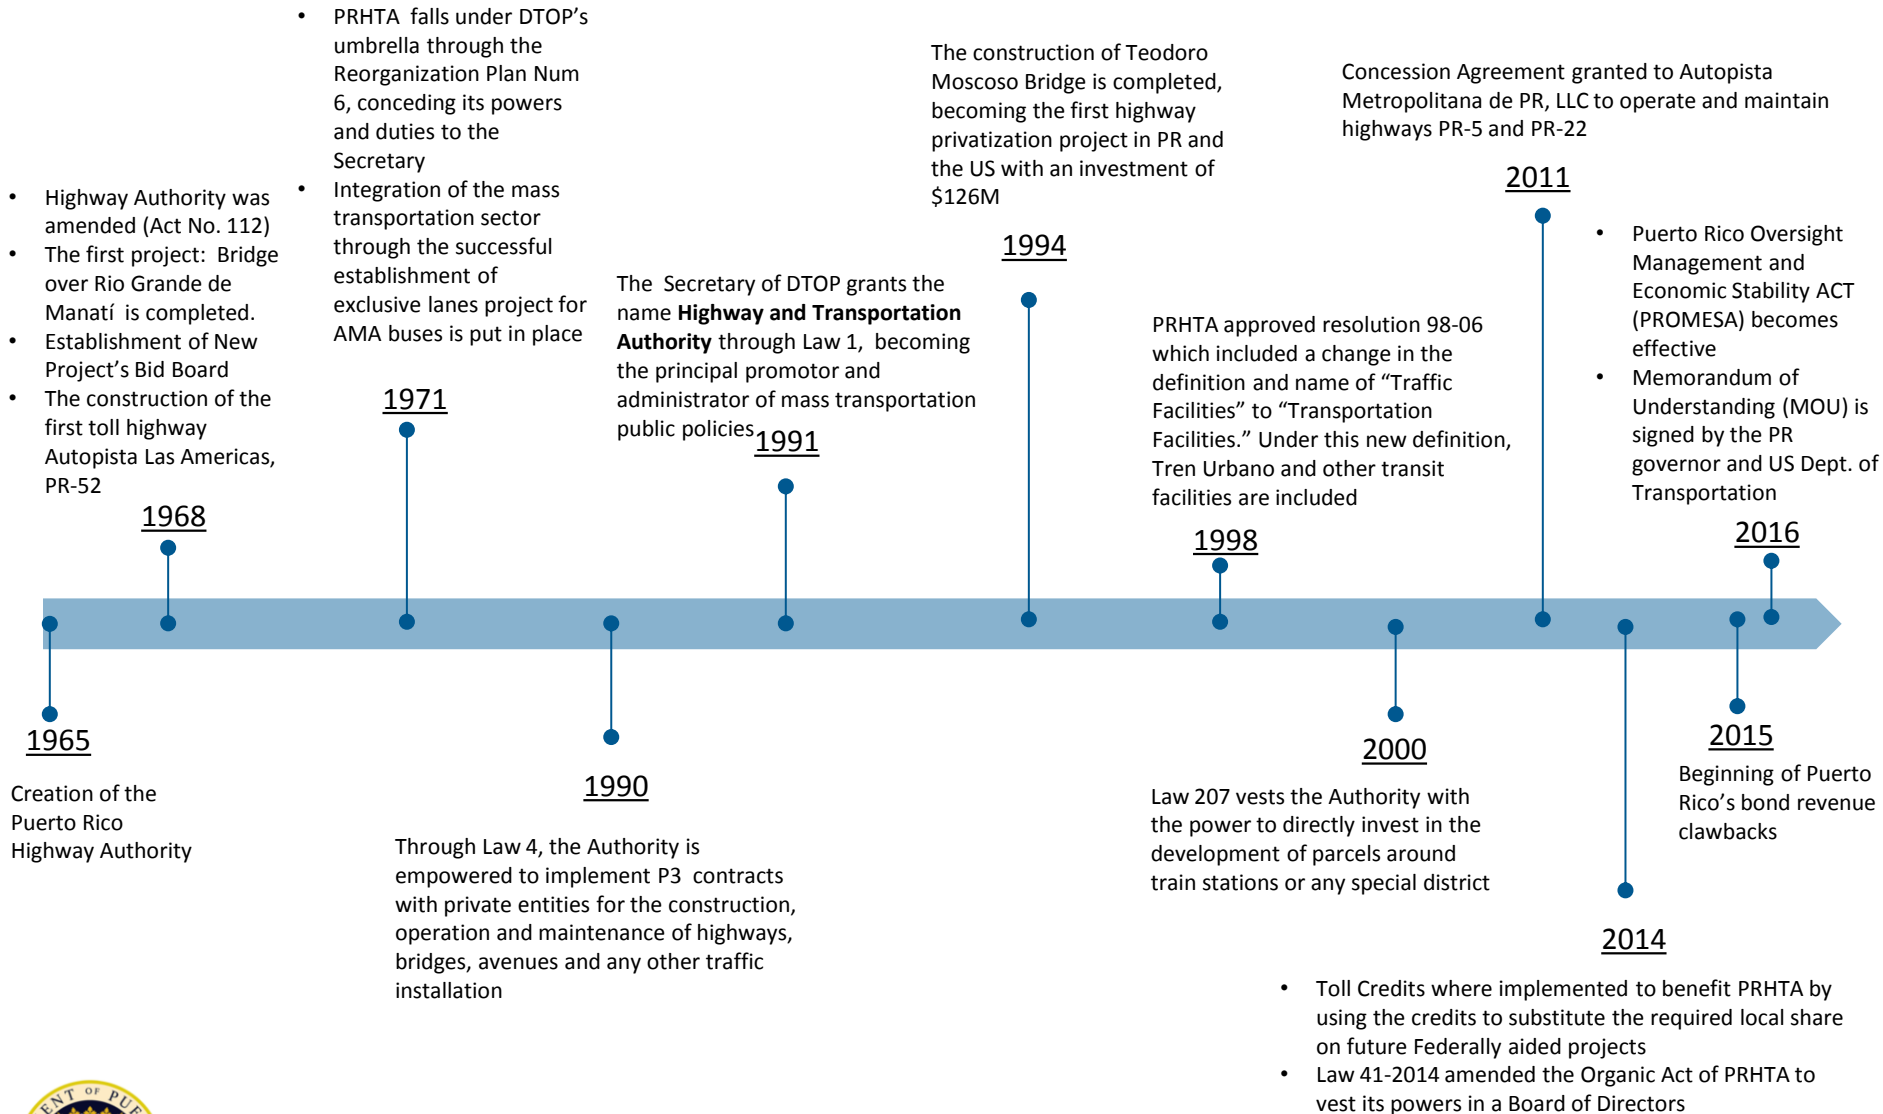 • Highway Authority was
amended (Act No. 112)
• The first project: Bridge
over Rio Grande de
Manatí is completed.
• Establishment of New
Project's Bid Board
• The construction of the
first toll highway
Autopista Las Americas,
PR-52
1968
• PRHTA falls under DTOP's
umbrella through the
Reorganization Plan Num
6, conceding its powers
and duties to the
Secretary
• Integration of the mass
transportation sector
through the successful
establishment of
exclusive lanes project for
AMA buses is put in place
1971
The Secretary of DTOP grants the
name Highway and Transportation
Authority through Law 1, becoming
the principal promotor and
administrator of mass transportation
public policies
1991
The construction of Teodoro
Moscoso Bridge is completed,
becoming the first highway
privatization project in PR and
the US with an investment of
$126M
1994
PRHTA approved resolution 98-06
which included a change in the
definition and name of “Traffic
Facilities” to “Transportation
Facilities.” Under this new definition,
Tren Urbano and other transit
facilities are included
1998
Concession Agreement granted to Autopista
Metropolitana de PR, LLC to operate and maintain
highways PR-5 and PR-22
2011
• Puerto Rico Oversight
Management and
Economic Stability ACT
(PROMESA) becomes
effective
• Memorandum of
Understanding (MOU) is
signed by the PR
governor and US Dept. of
Transportation
2016
1965
Creation of the
Puerto Rico
Highway Authority
1990
Through Law 4, the Authority is
empowered to implement P3 contracts
with private entities for the construction,
operation and maintenance of highways,
bridges, avenues and any other traffic
installation
2000
Law 207 vests the Authority with
the power to directly invest in the
development of parcels around
train stations or any special district
2015
Beginning of Puerto
Rico's bond revenue
clawbacks
2014
• Toll Credits where implemented to benefit PRHTA by
using the credits to substitute the required local share
on future Federally aided projects
• Law 41-2014 amended the Organic Act of PRHTA to
vest its powers in a Board of Directors
OF